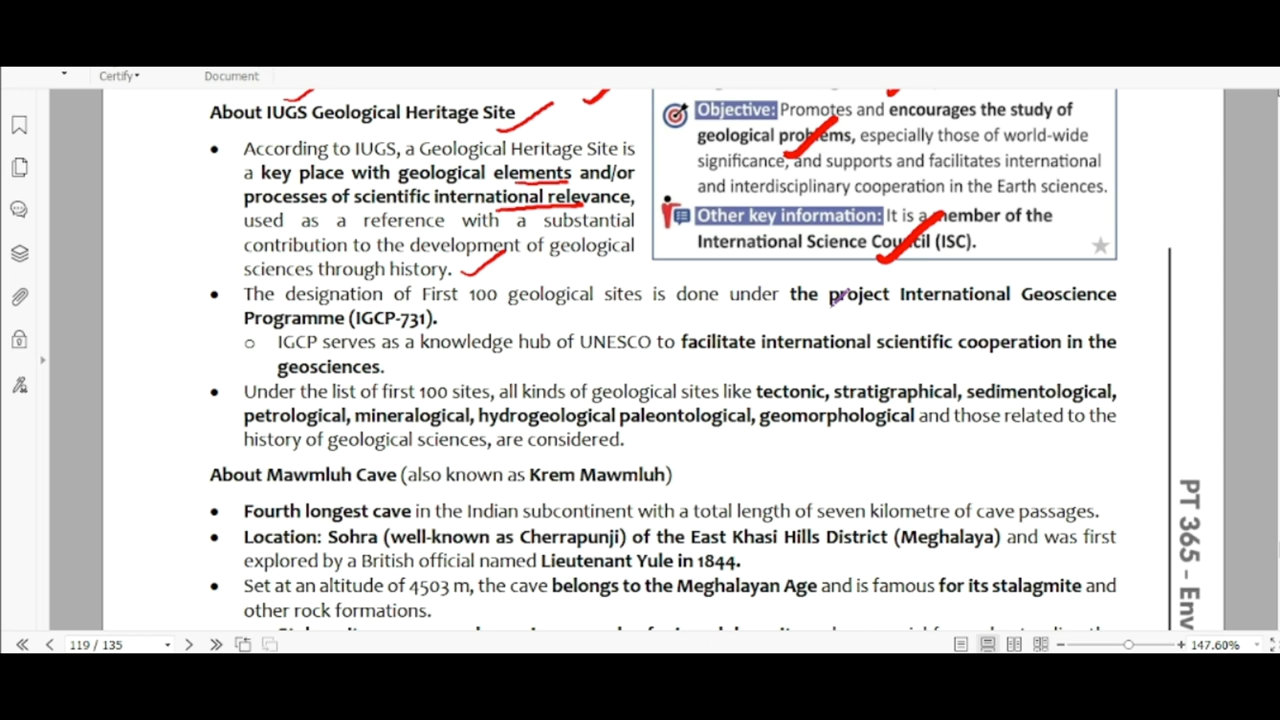 Certify
Document
About IUGS Geological Heritage Site
• According to IUGS, a Geological Heritage Site is
a key place with geological elements and/or
processes of scientific international relevance,
used as a reference with a substantial
contribution to the development of geological
sciences through history.
Objective: Promotes and encourages the study of
geological problems, especially those of world-wide
significance, and supports and facilitates international
and interdisciplinary cooperation in the Earth sciences.
Other key information: It is a member of the
International Science Council (ISC).
• The designation of First 100 geological sites is done under the project International Geoscience
Programme (IGCP-731).
o IGCP serves as a knowledge hub of UNESCO to facilitate international scientific cooperation in the
geosciences.
• Under the list of first 100 sites, all kinds of geological sites like tectonic, stratigraphical, sedimentological,
petrological, mineralogical, hydrogeological paleontological, geomorphological and those related to the
history of geological sciences, are considered.
About Mawmluh Cave (also known as Krem Mawmluh)
• Fourth longest cave in the Indian subcontinent with a total length of seven kilometre of cave passages.
• Location: Sohra (well-known as Cherrapunji) of the East Khasi Hills District (Meghalaya) and was first
explored by a British official named Lieutenant Yule in 1844.
• Set at an altitude of 4503 m, the cave belongs to the Meghalayan Age and is famous for its stalagmite and
other rock formations.
PT 365 - Env
119 / 135
147.60%